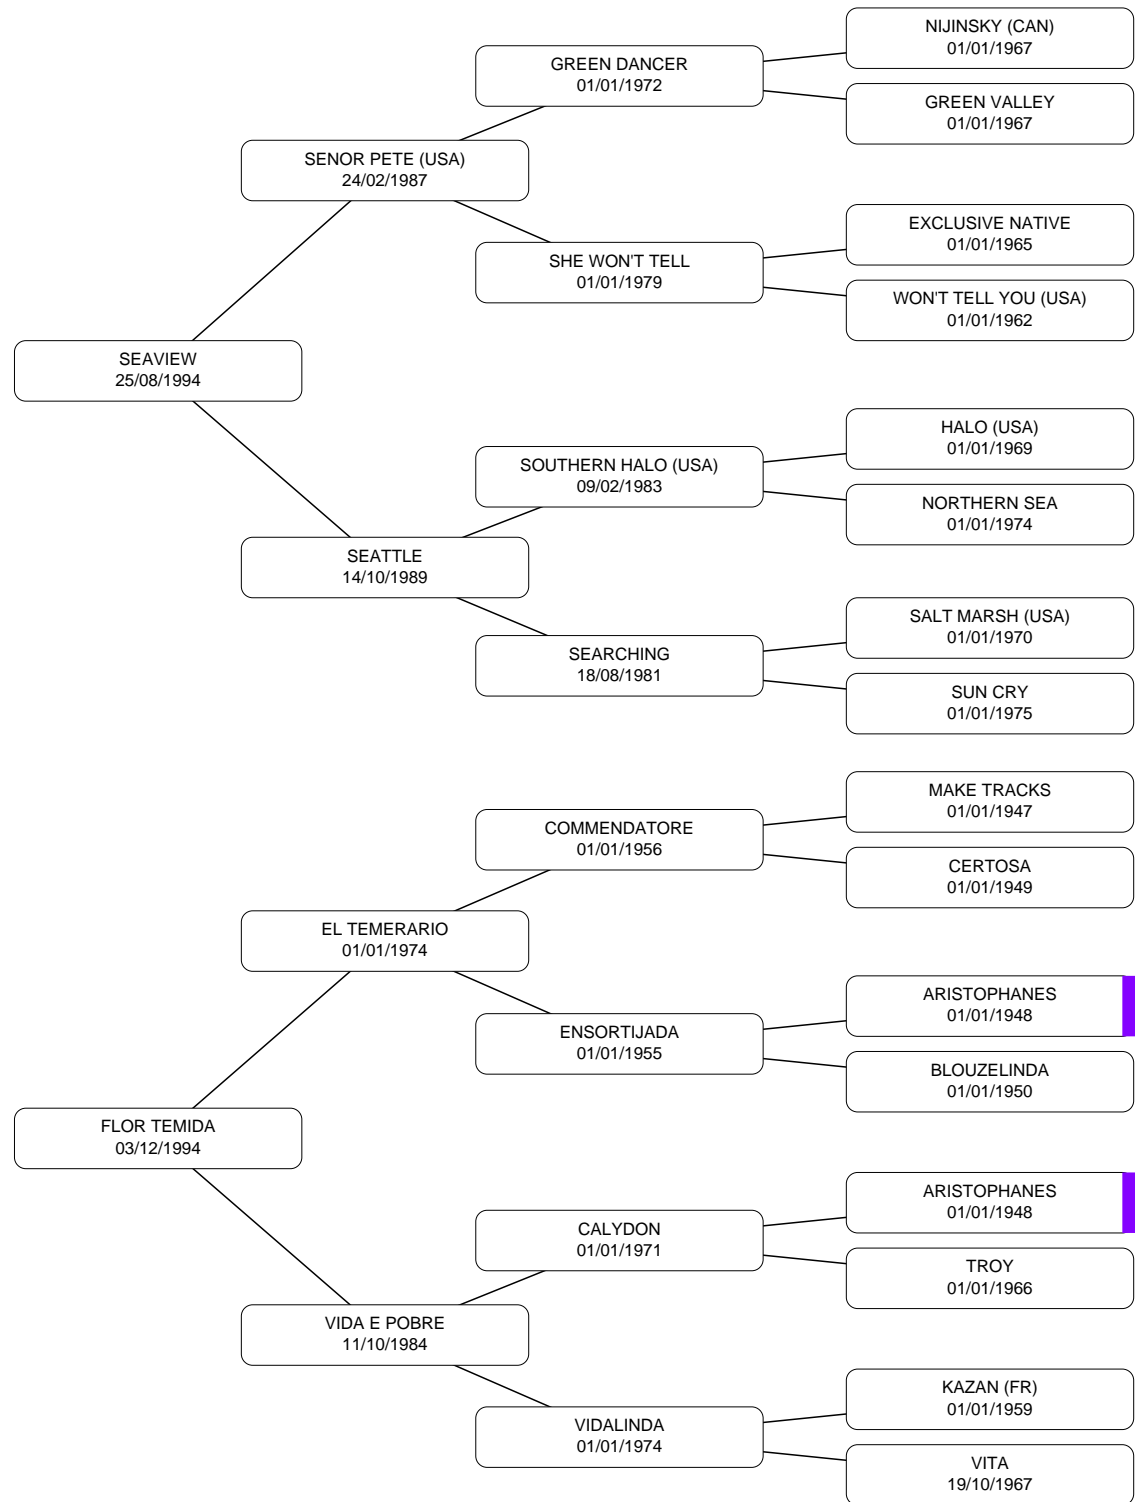 NIJINSKY (CAN)
01/01/1967
GREEN DANCER
01/01/1972
GREEN VALLEY
01/01/1967
SENOR PETE (USA)
24/02/1987
EXCLUSIVE NATIVE
01/01/1965
SHE WON'T TELL
01/01/1979
WON'T TELL YOU (USA)
01/01/1962
SEAVIEW
25/08/1994
HALO (USA)
01/01/1969
SOUTHERN HALO (USA)
09/02/1983
NORTHERN SEA
01/01/1974
SEATTLE
14/10/1989
SALT MARSH (USA)
01/01/1970
SEARCHING
18/08/1981
SUN CRY
01/01/1975
MAKE TRACKS
01/01/1947
COMMENDATORE
01/01/1956
CERTOSA
01/01/1949
EL TEMERARIO
01/01/1974
ARISTOPHANES
01/01/1948
ENSORTIJADA
01/01/1955
BLOUZELINDA
01/01/1950
FLOR TEMIDA
03/12/1994
ARISTOPHANES
01/01/1948
CALYDON
01/01/1971
TROY
01/01/1966
VIDA E POBRE
11/10/1984
KAZAN (FR)
01/01/1959
VIDALINDA
01/01/1974
VITA
19/10/1967